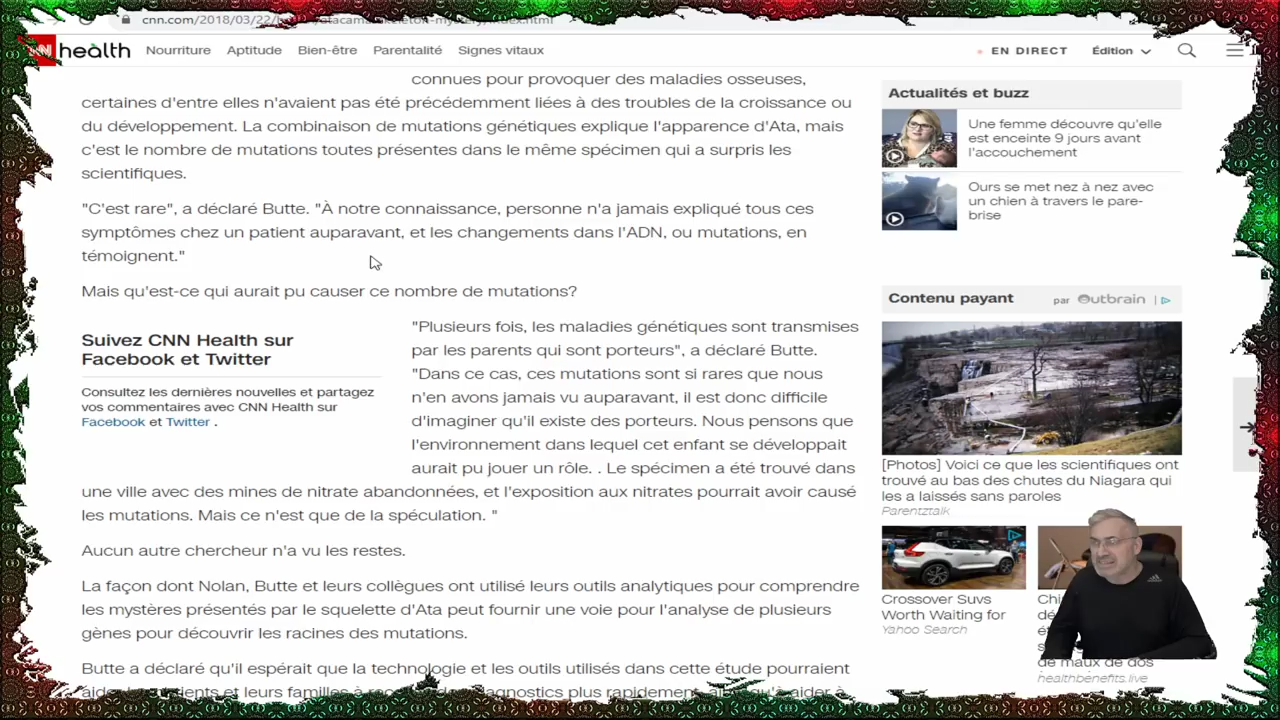 cnn.com/2018/03/22/
CNN health Nourriture Aptitude Bien-être Parentalité Signes vitaux EN DIRECT Édition
connues pour provoquer des maladies osseuses,
certaines d'entre elles n'avaient pas été précédemment liées à des troubles de la croissance ou
du développement. La combinaison de mutations génétiques explique l'apparence d'Ata, mais
c'est le nombre de mutations toutes présentes dans le même spécimen qui a surpris les
scientifiques.
"C'est rare", a déclaré Butte. "À notre connaissance, personne n'a jamais expliqué tous ces
symptômes chez un patient auparavant, et les changements dans l'ADN, ou mutations, en
témoignent."
Mais qu'est-ce qui aurait pu causer ce nombre de mutations?
Suivez CNN Health sur
Facebook et Twitter
Consultez les dernières nouvelles et partagez
vos commentaires avec CNN Health sur
Facebook et Twitter .
"Plusieurs fois, les maladies génétiques sont transmises
par les parents qui sont porteurs", a déclaré Butte.
"Dans ce cas, ces mutations sont si rares que nous
n'en avons jamais vu auparavant, il est donc difficile
d'imaginer qu'il existe des porteurs. Nous pensons que
l'environnement dans lequel cet enfant se développait
aurait pu jouer un rôle. . Le spécimen a été trouvé dans
une ville avec des mines de nitrate abandonnées, et l'exposition aux nitrates pourrait avoir causé
les mutations. Mais ce n'est que de la spéculation. "
Aucun autre chercheur n'a vu les restes.
La façon dont Nolan, Butte et leurs collègues ont utilisé leurs outils analytiques pour comprendre
les mystères présentés par le squelette d'Ata peut fournir une voie pour l'analyse de plusieurs
gènes pour découvrir les racines des mutations.
Butte a déclaré qu'il espérait que la technologie et les outils utilisés dans cette étude pourraient
Actualités et buzz
Une femme découvre qu'elle
est enceinte 9 jours avant
l'accouchement
Ours se met nez à nez avec
un chien à travers le pare-
brise
Contenu payant par Outbrain
[Photos] Voici ce que les scientifiques ont
trouvé au bas des chutes du Niagara qui
les a laissés sans paroles
Parentztalk
Crossover Suvs
Worth Waiting for
Yahoo Search
de maux de dos
healthbenefits.live